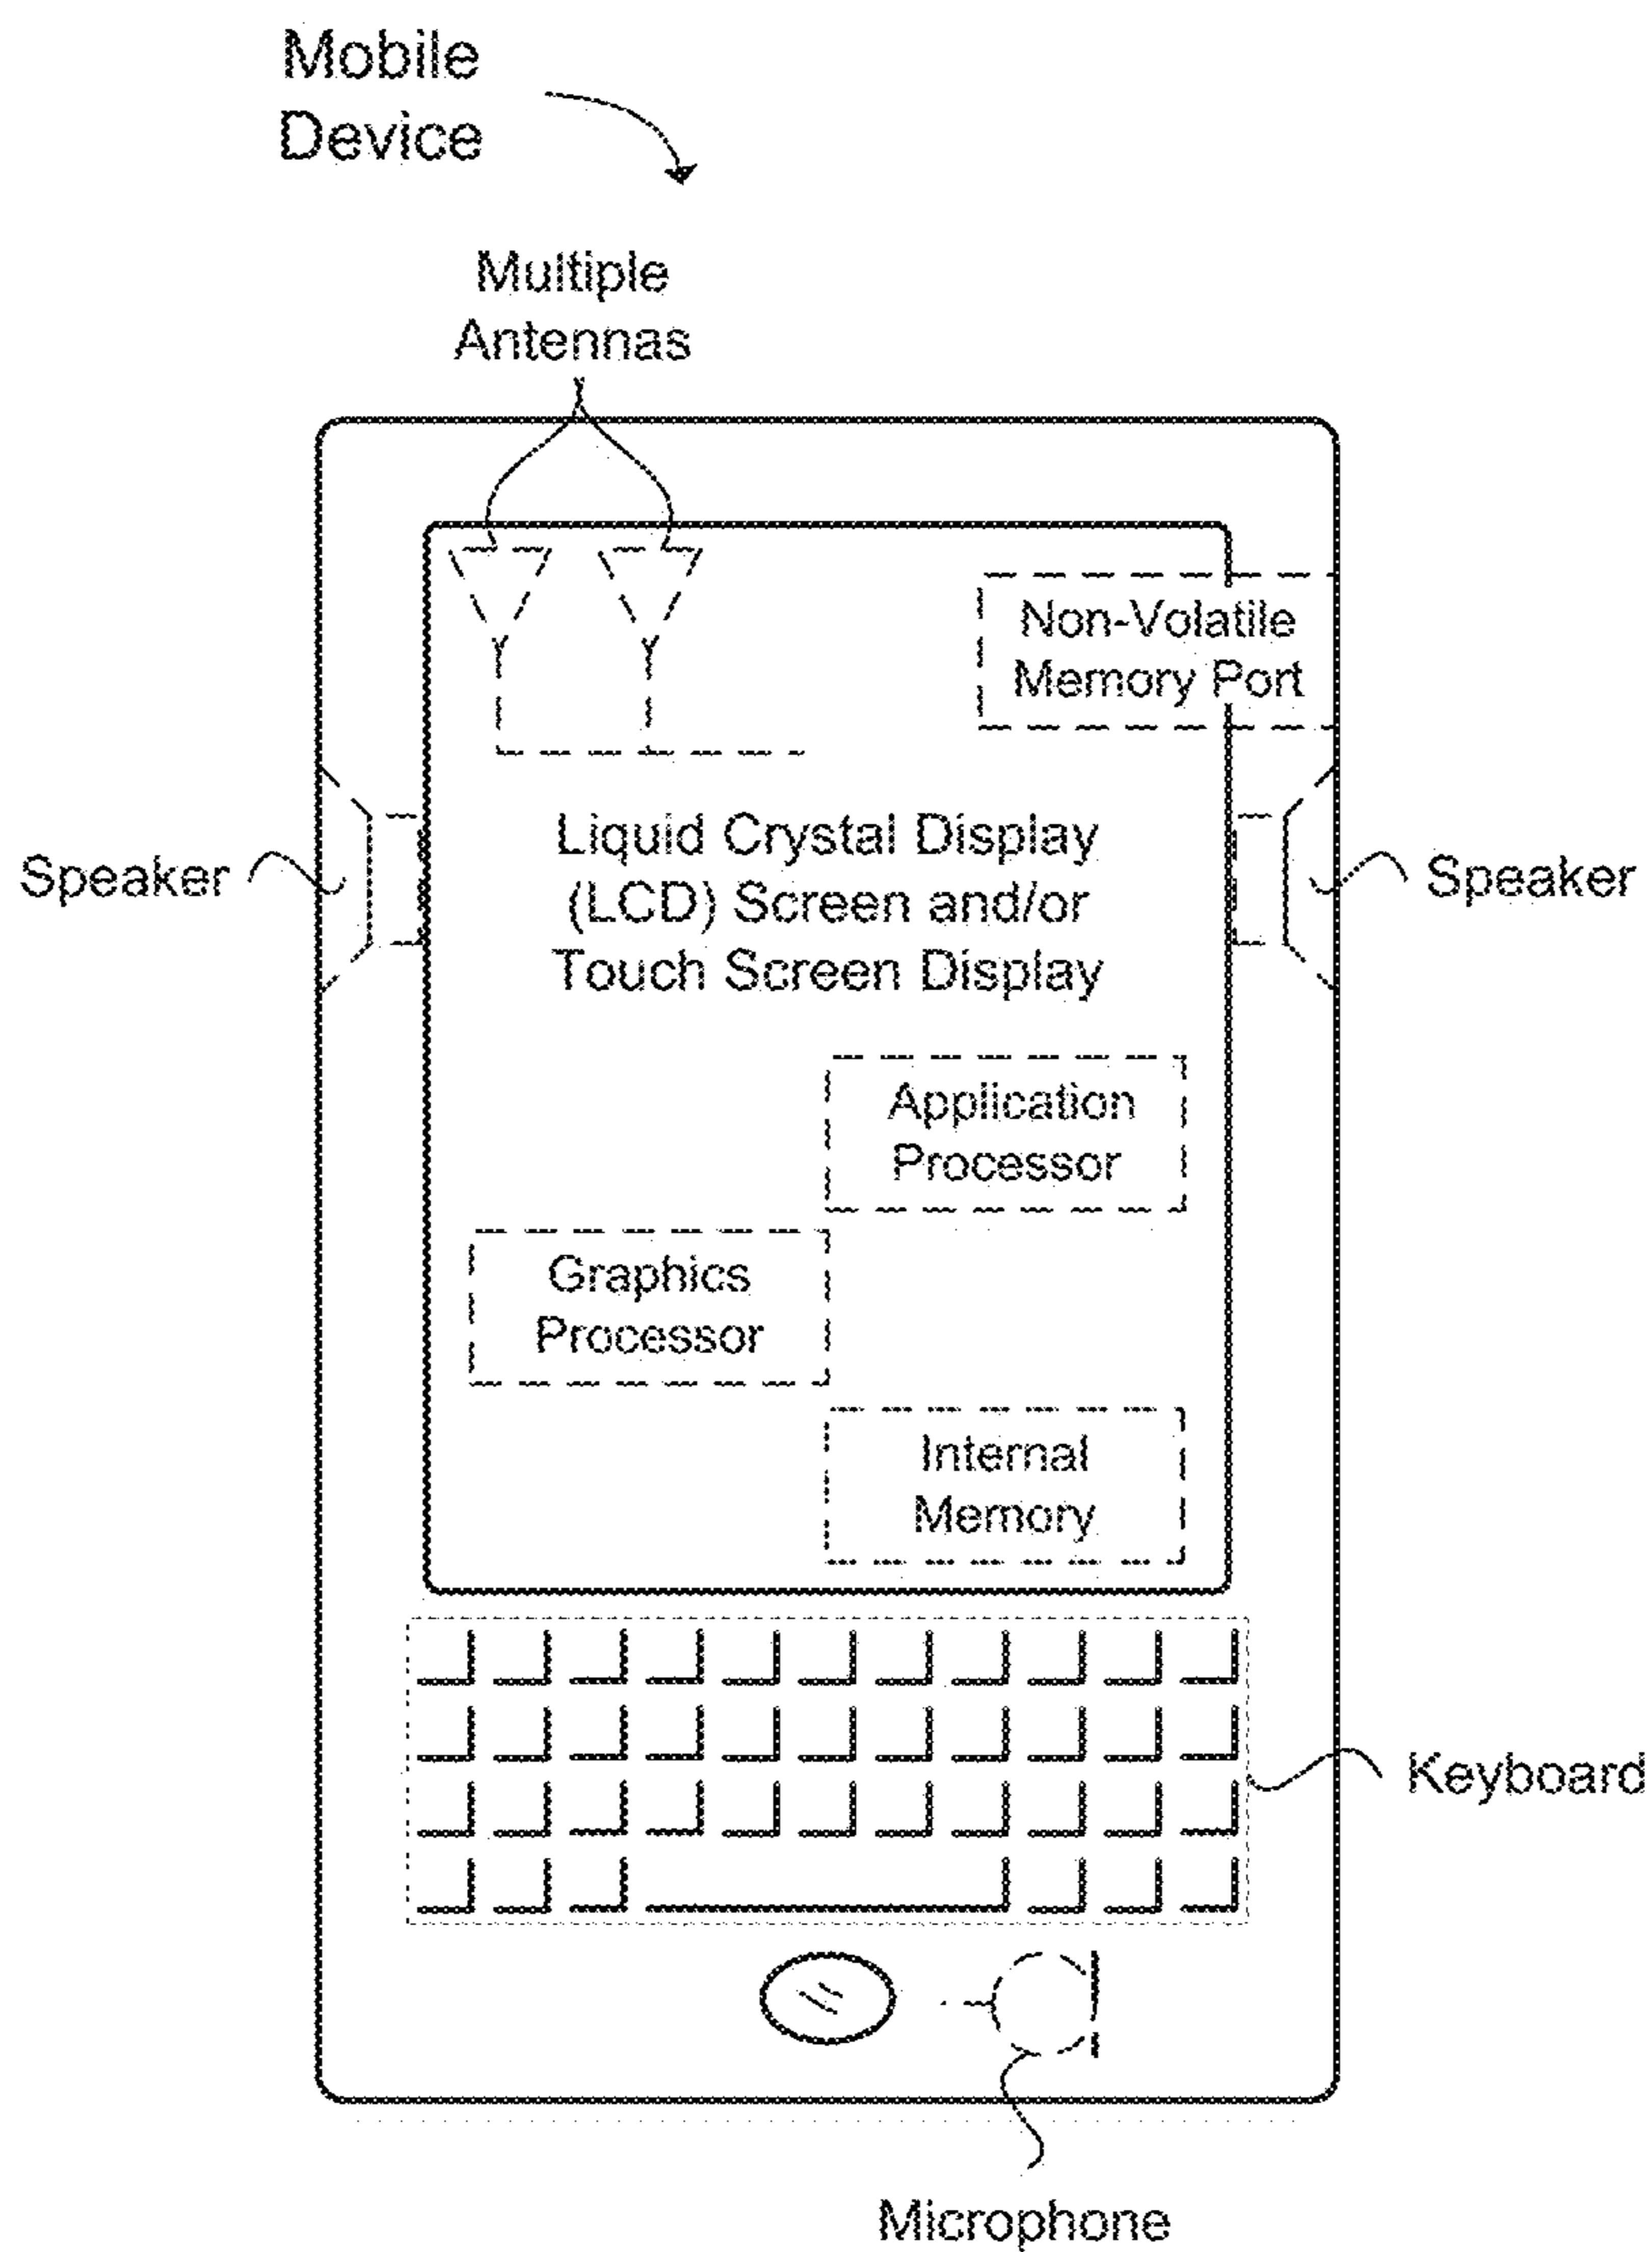 Mobile
Device
Multiple
Antennas
Non-Volatile
Memory Port
Liquid Crystal Display
(LCD) Screen and/or
Touch Screen Display
Speaker
Speaker
Application
Processor
Graphics
Processor
Internal
Memory
Keyboard
Microphone